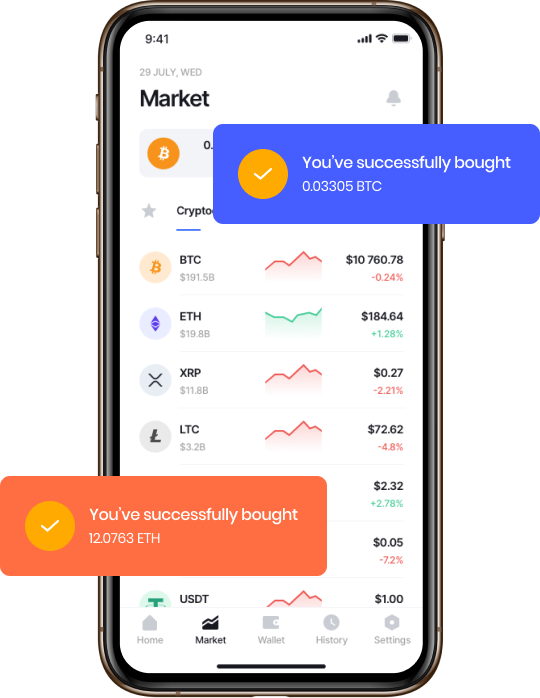 9:41
29 JULY, WED
Market
0.
You've successfully bought
0.03305 BTC
Crypto
BTC
$10 760.78
$191.5B
-0.24%
ETH
$184.64
$19.8B
+1.28%
XRP
$0.27
$11.8B
-2.21%
LTC
$72.62
$3.2B
-4.8%
$2.32
+2.78%
You've successfully bought
12.0763 ETH
$0.05
-7.2%
USDT
$1.00
Home Market Wallet History Settings